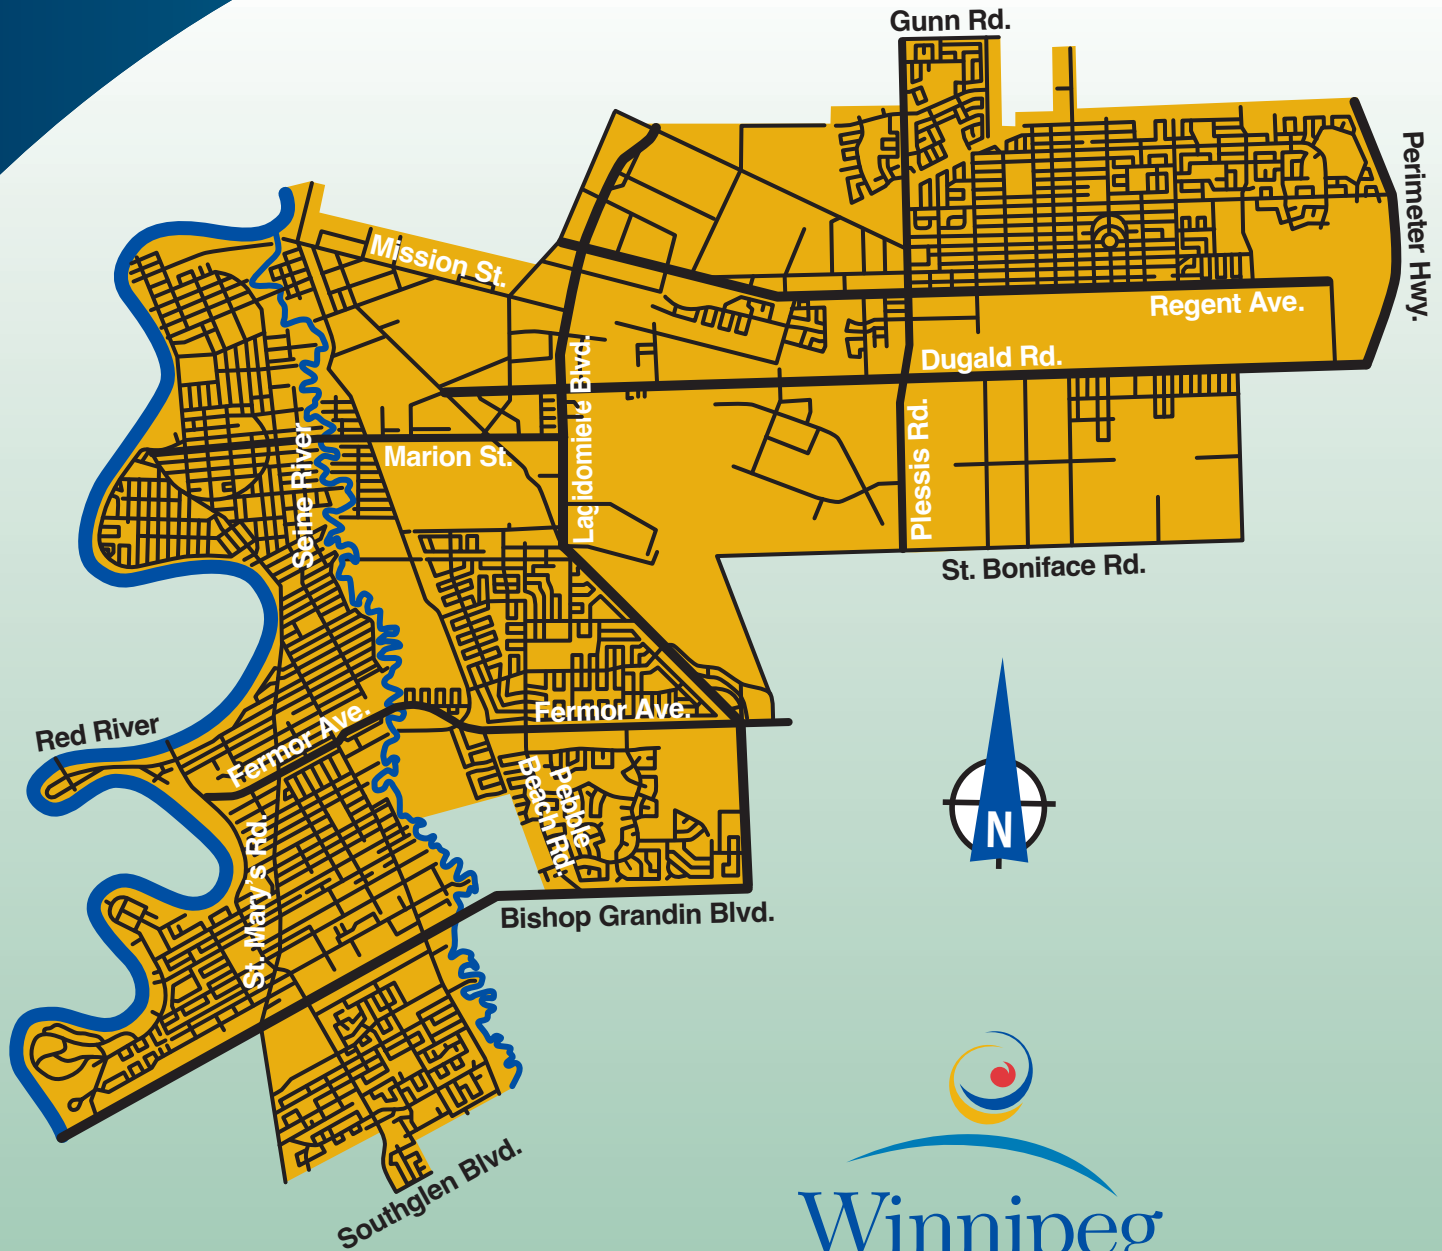 Gunn Rd.
Perimeter Hwy.
Mission St.
Regent Ave.
Dugald Rd.
Lagidomiere Blvd.
Plessis Rd.
Marion St.
Seine River
St. Boniface Rd.
Red River
Fermor Ave.
Fermor Ave.
Pebble
Beach Rd.
St. Mary's Rd.
N
Bishop Grandin Blvd.
Southglen Blvd.
Winnipeg